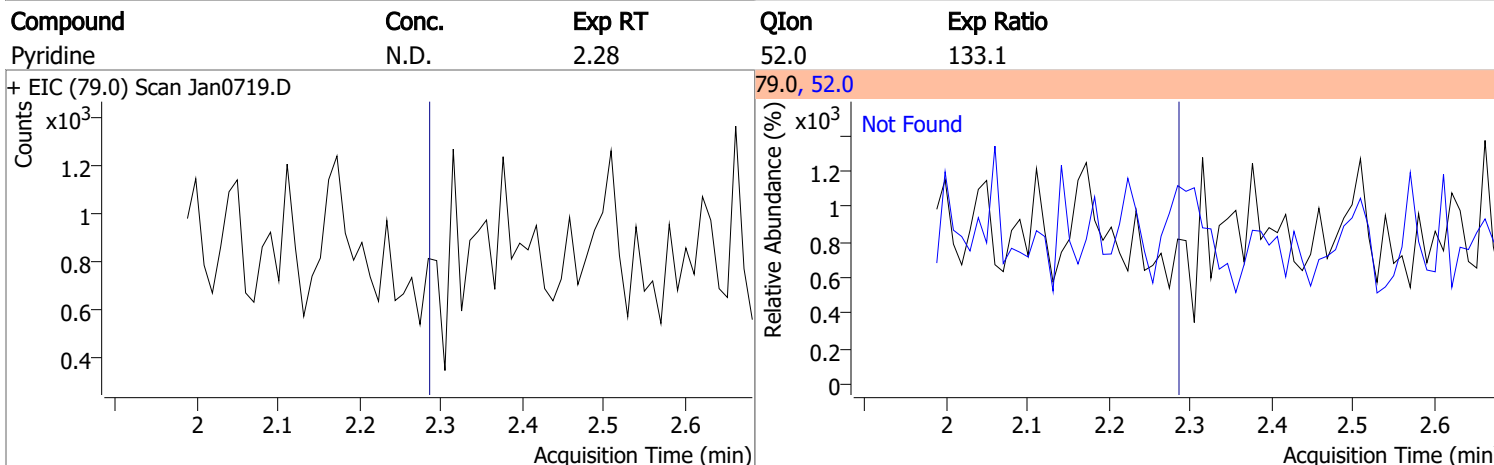 Compound Conc. Exp RT QIon Exp Ratio
Pyridine N.D. 2.28 52.0 133.1
+ EIC (79.0) Scan Jan0719.D
Counts
x10³
1.2
1
0.8
0.6
0.4
2 2.1 2.2 2.3 2.4 2.5 2.6
Acquisition Time (min)
79.0, 52.0
Relative Abundance (%)
x10³
Not Found
1.2
1
0.8
0.6
0.4
0.2
0
2 2.1 2.2 2.3 2.4 2.5 2.6
Acquisition Time (min